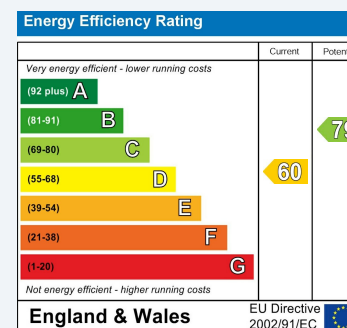 Energy Efficiency Rating
Current
Very energy efficient - lower running costs
(92 plus) A
(81-91) B
(69-80) C
(55-68) D
(39-54) E
(21-38) F
(1-20) G
60
Not energy efficient - higher running costs
England & Wales
EU Directive
2002/91/EC